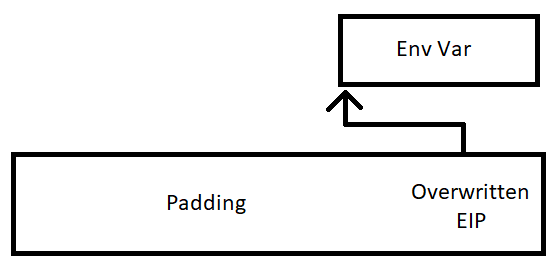 Env Var
Padding
Overwritten
EIP